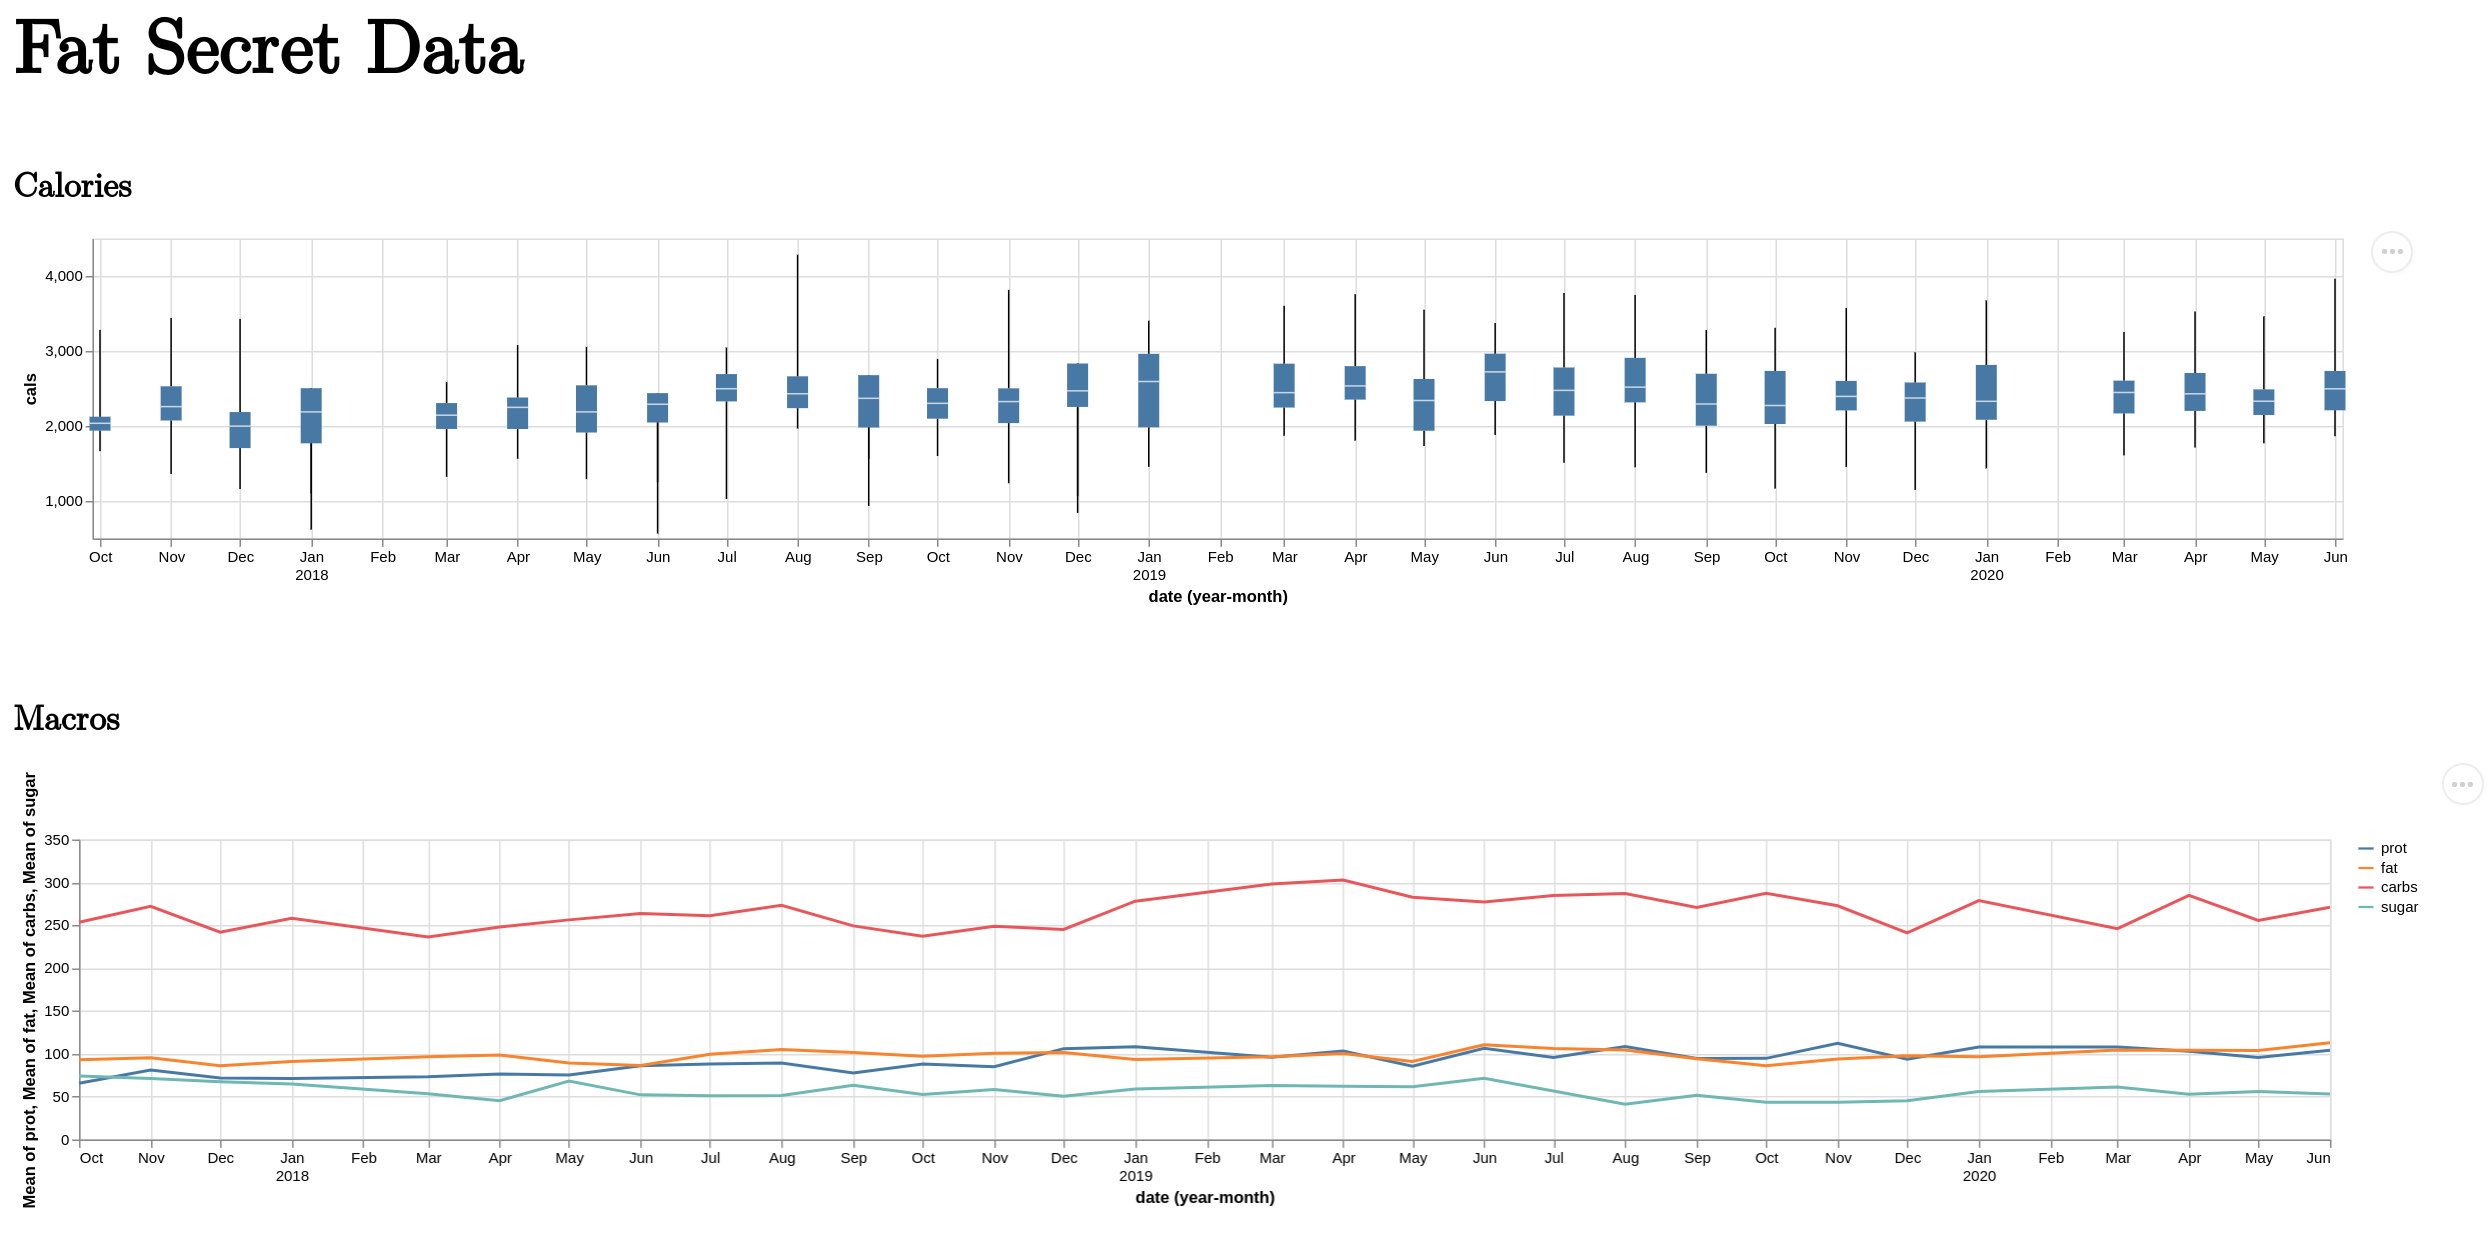 Fat Secret Data
Calories
4,000
3,000
2,000
1,000
cals
Oct Nov Dec Jan Feb Mar Apr May Jun Jul Aug Sep Oct Nov Dec Jan Feb Mar Apr May Jun Jul Aug Sep Oct Nov Dec Jan Feb Mar Apr May Jun
2018 2019 2020
date (year-month)
Macros
Mean of prot, Mean of fat, Mean of carbs, Mean of sugar
350
300
250
200
150
100
50
0
prot
fat
carbs
sugar
Oct Nov Dec Jan Feb Mar Apr May Jun Jul Aug Sep Oct Nov Dec Jan Feb Mar Apr May Jun Jul Aug Sep Oct Nov Dec Jan Feb Mar Apr May Jun
2018 2019 2020
date (year-month)